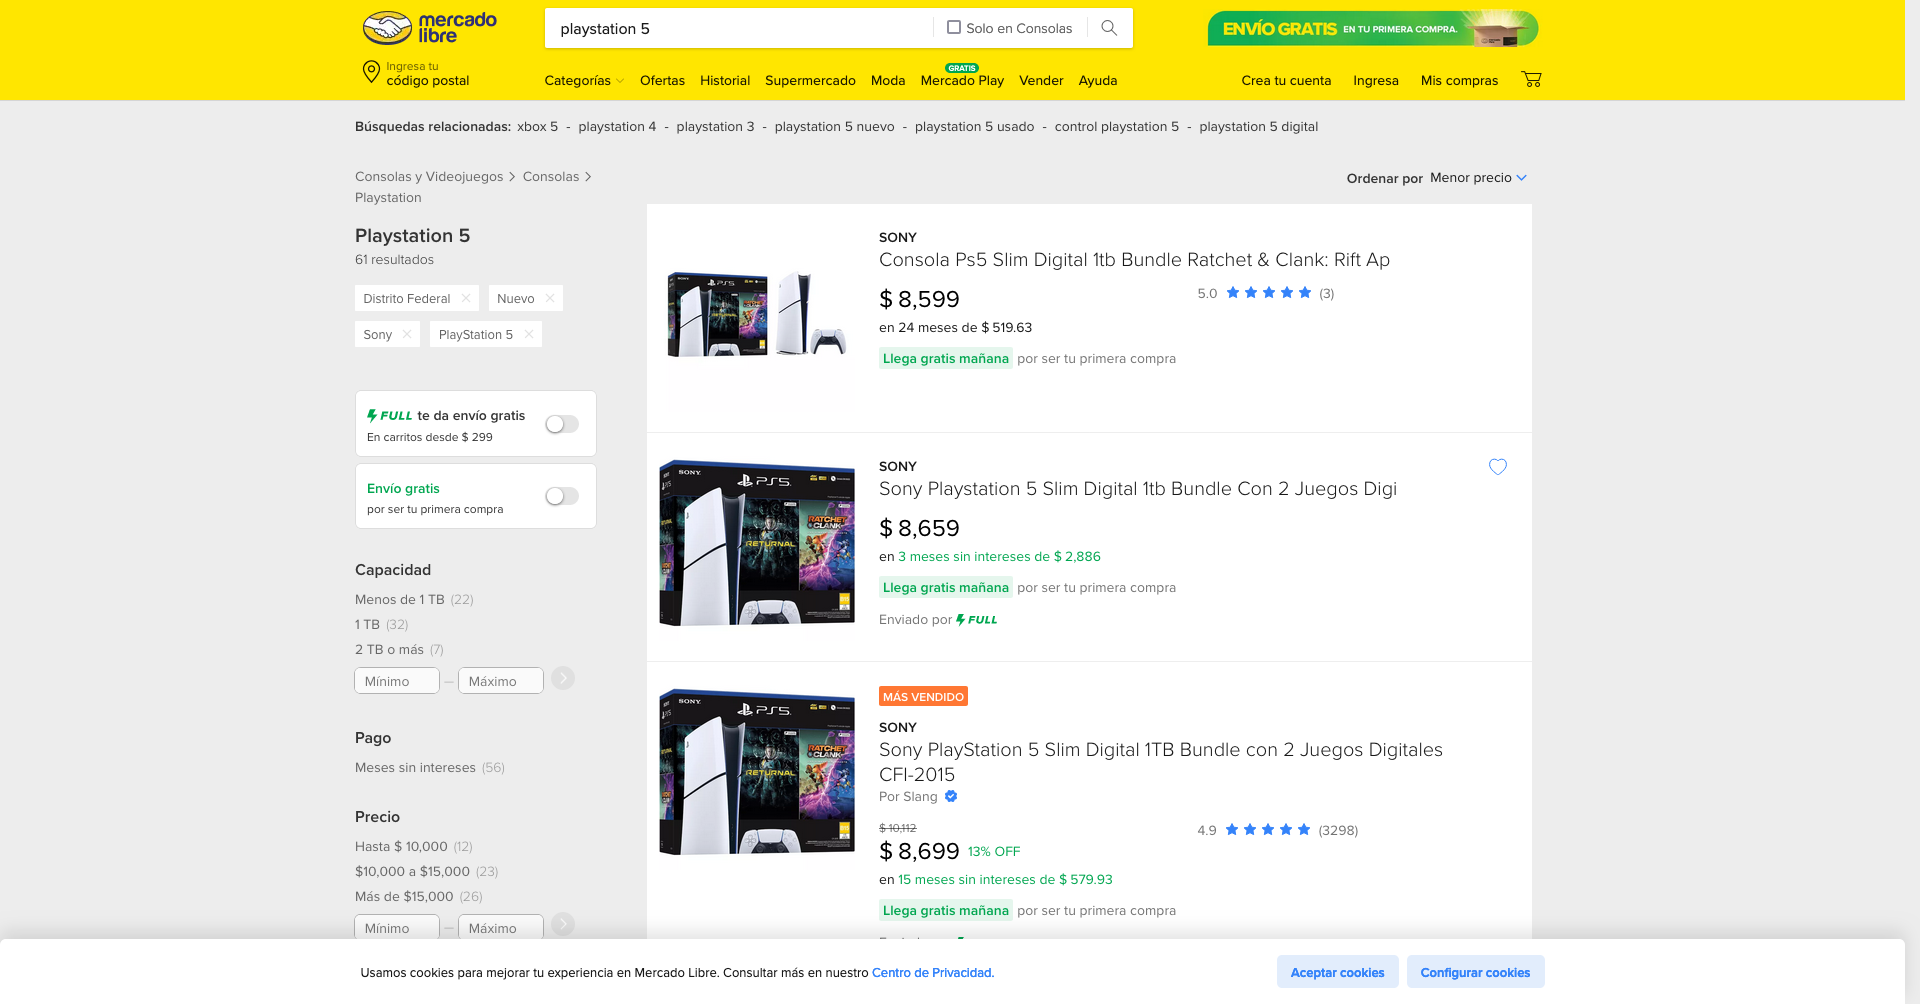 mercado
libre
playstation 5
Solo en Consolas
ENVÍO GRATIS EN TU PRIMERA COMPRA.
Ingresa tu
código postal
Categorías
Ofertas
Historial
Supermercado
Moda
GRATIS
Mercado Play
Vender
Ayuda
Crea tu cuenta
Ingresa
Mis compras
Búsquedas relacionadas: xbox 5 - playstation 4 - playstation 3 - playstation 5 nuevo - playstation 5 usado - control playstation 5 - playstation 5 digital
Consolas y Videojuegos > Consolas >
Playstation
Playstation 5
61 resultados
Distrito Federal
Nuevo
Sony
PlayStation 5
FULL te da envío gratis
En carritos desde $ 299
Envío gratis
por ser tu primera compra
Capacidad
Menos de 1 TB (22)
1 TB (32)
2 TB o más (7)
Mínimo — Máximo
Pago
Meses sin intereses (56)
Precio
Hasta $ 10,000 (12)
$10,000 a $15,000 (23)
Más de $15,000 (26)
Mínimo — Máximo
Ordenar por Menor precio
SONY
Consola Ps5 Slim Digital 1tb Bundle Ratchet & Clank: Rift Ap
$ 8,599
5.0 (3)
en 24 meses de $ 519.63
Llega gratis mañana por ser tu primera compra
PS5
SONY
PS5
RETURNAL
RATCHET
CLANK
SONY
Sony Playstation 5 Slim Digital 1tb Bundle Con 2 Juegos Digi
$ 8,659
en 3 meses sin intereses de $ 2,886
Llega gratis mañana por ser tu primera compra
Enviado por FULL
SONY
PS5
RETURNAL
RATCHET
CLANK
MÁS VENDIDO
SONY
Sony PlayStation 5 Slim Digital 1TB Bundle con 2 Juegos Digitales
CFI-2015
Por Slang
$ 10,112
$ 8,699 13% OFF
4.9 (3298)
en 15 meses sin intereses de $ 579.93
Llega gratis mañana por ser tu primera compra
Usamos cookies para mejorar tu experiencia en Mercado Libre. Consultar más en nuestro Centro de Privacidad.
Aceptar cookies
Configurar cookies